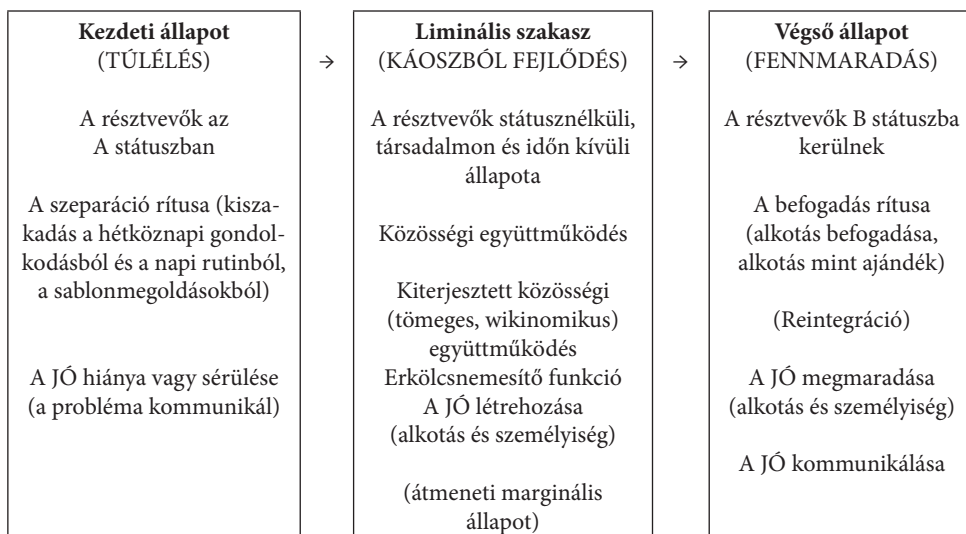 Kezdeti állapot
(TÚLÉLÉS)
A résztvevők az
A státuszban
A szeparáció rítusa (kisza-
kadás a hétköznapi gondol-
kodásból és a napi rutinból,
a sablonmegoldásokból)
A JÓ hiánya vagy sérülése
(a probléma kommunikál)
→
Liminális szakasz
(KÁOSZBÓL FEJLŐDÉS)
A résztvevők státusznélküli,
társadalmon és időn kívüli
állapota
Közösségi együttműködés
Kiterjesztett közösségi
(tömeges, wikinomikus)
együttműködés
Erkölcsnemesítő funkció
A JÓ létrehozása
(alkotás és személyiség)
(átmeneti marginális
állapot)
→
Végső állapot
(FENNMARADÁS)
A résztvevők B státuszba
kerülnek
A befogadás rítusa
(alkotás befogadása,
alkotás mint ajándék)
(Reintegráció)
A JÓ megmaradása
(alkotás és személyiség)
A JÓ kommunikálása